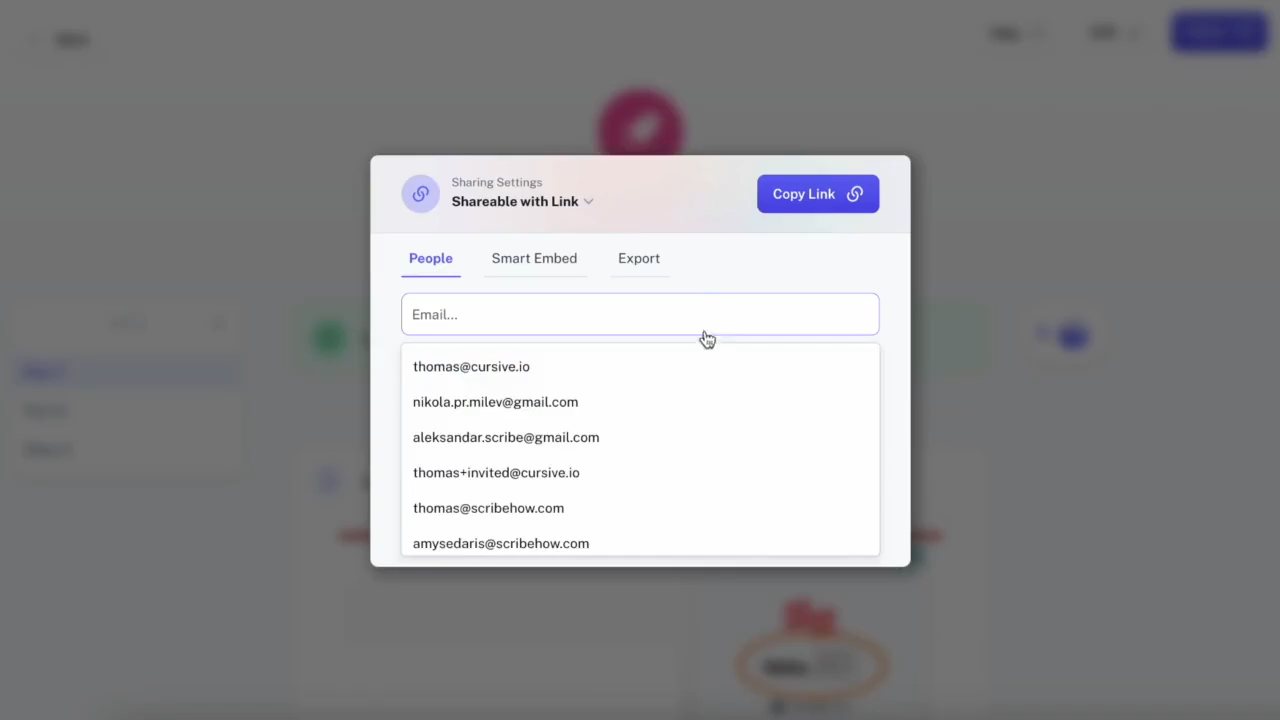 Sharing Settings
Shareable with Link
Copy Link
People
Smart Embed
Export
Email...
thomas@cursive.io
nikola.pr.milev@gmail.com
aleksandar.scribe@gmail.com
thomas+invited@cursive.io
thomas@scribehow.com
amysedaris@scribehow.com